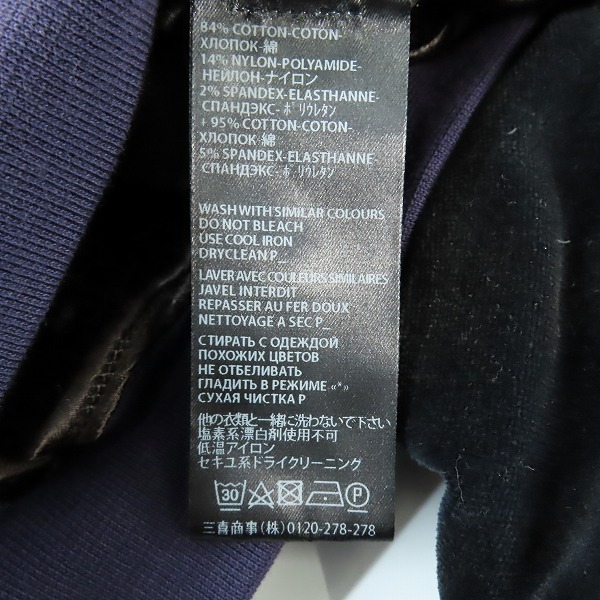 84% COTTON-COTON-
ХЛОПОК-綿
14% NYLON-POLYAMIDE-
НЕЙЛОН-ナイロン
2% SPANDEX-ELASTHANNE-
СПАНДЭКС-ﾎﾟﾘｳﾚﾀﾝ
+ 95% COTTON-COTON-
ХЛОПОК-綿
5% SPANDEX-ELASTHANNE-
СПАНДЭКС-ﾎﾟﾘｳﾚﾀﾝ
WASH WITH SIMILAR COLOURS
DO NOT BLEACH
USE COOL IRON
DRYCLEAN P_
LAVER AVEC COULEURS SIMILAIRES
JAVEL INTERDIT
REPASSER AU FER DOUX
NETTOYAGE A SEC P_
СТИРАТЬ С ОДЕЖДОЙ
ПОХОЖИХ ЦВЕТОВ
НЕ ОТБЕЛИВАТЬ
ГЛАДИТЬ В РЕЖИМЕ «*»
СУХАЯ ЧИСТКА Р
他の衣類と一緒に洗わないで下さい
塩素系漂白剤使用不可
低温アイロン
セキユ系ドライクリーニング
30 P
三喜商事(株)0120-278-278